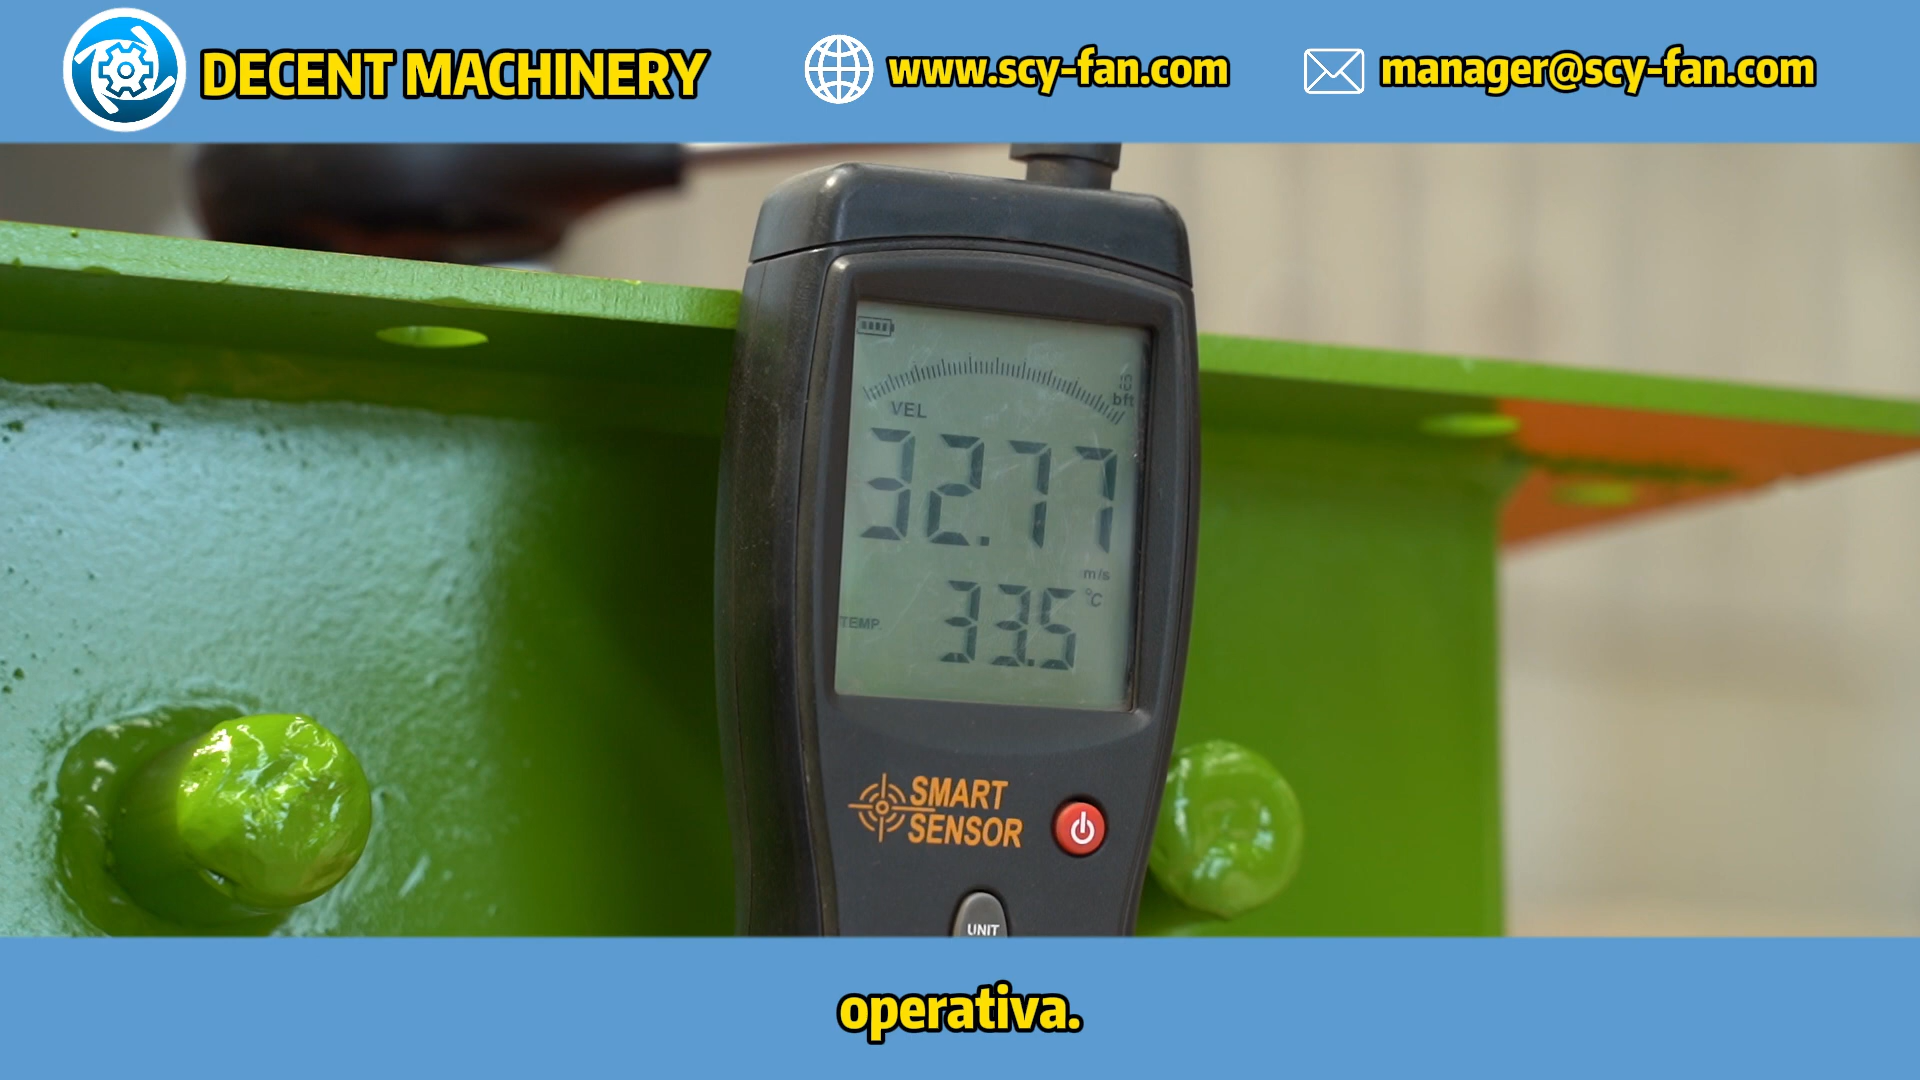 DECENT MACHINERY
www.scy-fan.com
manager@scy-fan.com
bft
VEL
32.77
m/s
33.5
°C
TEMP.
SMART
SENSOR
UNIT
operativa.